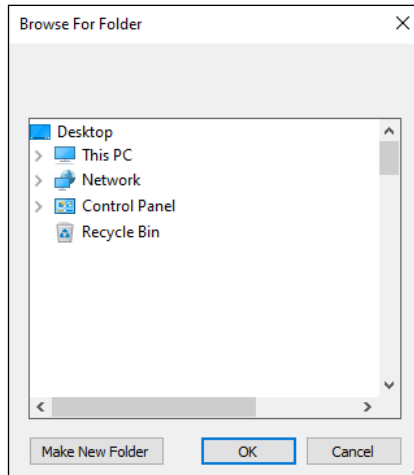 Browse For Folder
Desktop
This PC
Network
Control Panel
Recycle Bin
Make New Folder OK Cancel